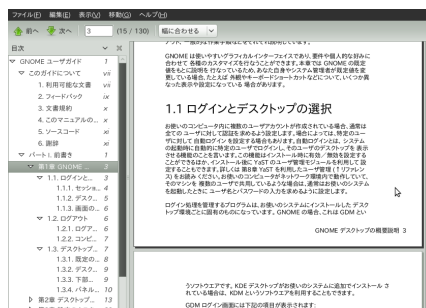 ファイル(F) 編集(E) 表示(V) 移動(G) ヘルプ(H)
前へ 次へ 3 (15 / 130) 幅に合わせる
目次
GNOME ユーザガイド 1
このガイドについて vii
1. 利用可能な文書 vii
2. フィードバック ix
3. 文書規約 x
4. このマニュアルの... x
5. ソースコード xi
6. 謝辞 xi
パート I. 前書き 1
第1章 GNOME ... 3
1.1. ログインと... 3
1.1.1. セッショ... 4
1.1.2. デスク... 5
1.1.3. 画面の... 6
1.2. ログアウト 6
1.2.1. ログア... 6
1.2.2. コンピ... 7
1.3. デスクトップ... 7
1.3.1. 既定の... 8
1.3.2. デスク... 9
1.3.3. 下部... 9
1.3.4. パネル... 10
第2章 デスクトップ... 13
GNOME は使いやすいグラフィカルインターフェイスであり、要件や個人的な好みに
合わせて 各種のカスタマイズを行なうことができます。本章では GNOME の既定
値をもとに説明を 行なっているため、あなた自身やシステム管理者が既定値を変
更している場合、たとえば 外観やキーボードショートカットなどについて、いくつか異
なった表示や設定になっている 場合があります。
1.1 ログインとデスクトップの選択
お使いのコンピュータ内に複数のユーザアカウントが作成されている場合、通常は
全ての ユーザに対して認証を求めるよう設定します。場合によっては、特定のユー
ザに対して 自動ログインを設定する場合もあります。自動ログインとは、システム
の起動時に自動的に特定のユーザでログインし、そのユーザのデスクトップを 表示
させる機能のことを言います。この機能はインストール時に有効／無効を設定する
ことができるほか、インストール後に YaST のユーザ管理モジュールを利用して 設
定することもできます。詳しくは 第8章 YaST を利用したユーザ管理 (↑リファレン
ス) をお読みください。お使いのコンピュータがネットワーク環境内で動作していて、
そのマシンを 複数のユーザで共用しているような場合は、通常はお使いのシステム
を起動したときに ユーザ名とパスワードの入力を求めるように設定します。
ログイン処理を管理するプログラムは、お使いのシステムにインストールした デスク
トップ環境ごとに固有のものになっています。GNOME の場合、これは GDM とい
GNOME デスクトップの概要説明 3
うソフトウエアです。KDE デスクトップがお使いのシステムに追加でインストール さ
れている場合は、KDM というソフトウエアを利用することもできます。
GDM ログイン画面には下記の項目が表示されます: